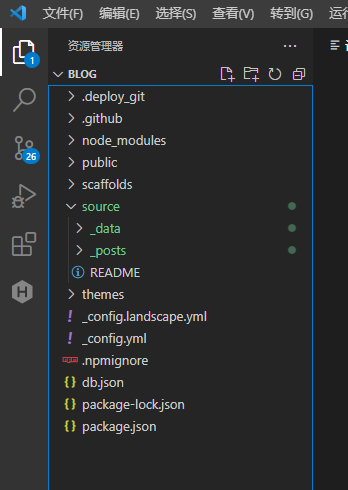 文件(F) 编辑(E) 选择(S) 查看(V) 转到(G) 运行
资源管理器
1
BLOG
.deploy_git
.github
node_modules
26
public
scaffolds
source
_data
_posts
README
themes
_config.landscape.yml
_config.yml
.npmignore
db.json
package-lock.json
package.json